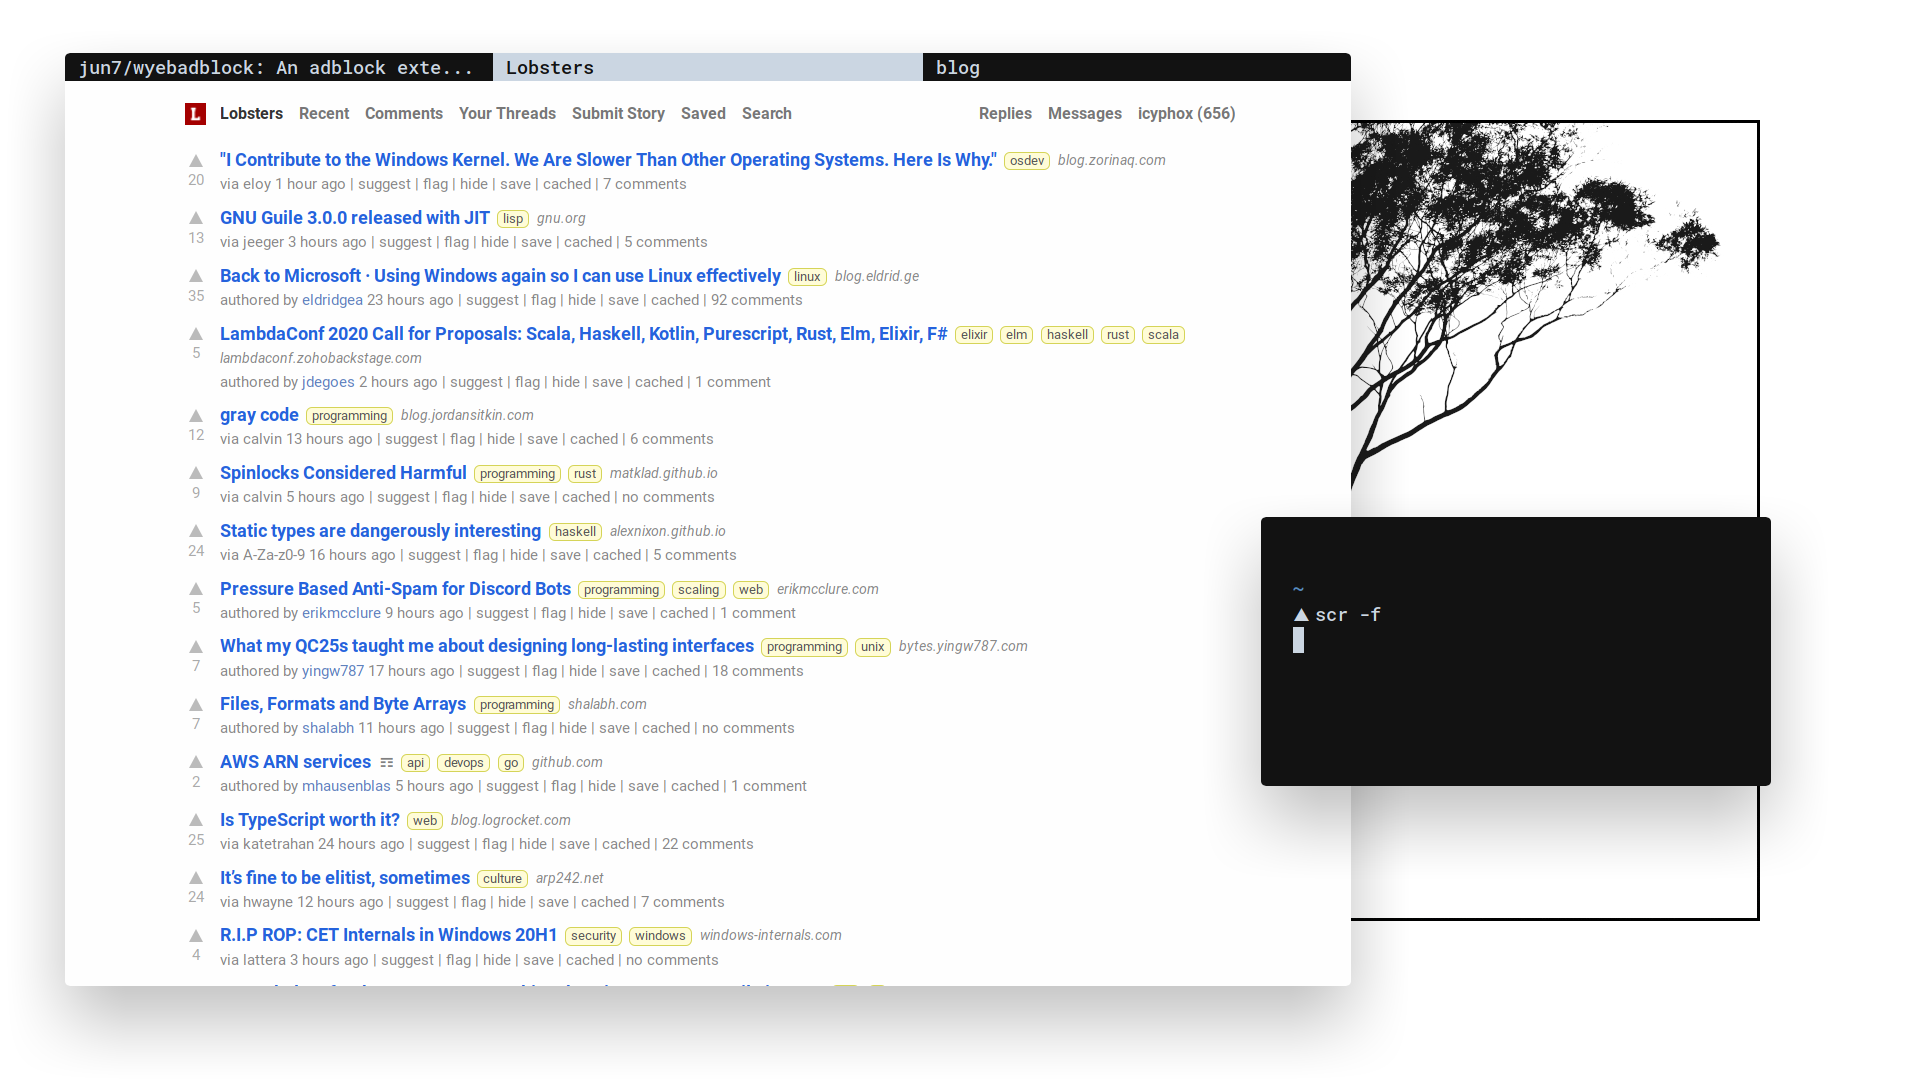 jun7/wyebadblock: An adblock exte...
Lobsters
blog
L Lobsters Recent Comments Your Threads Submit Story Saved Search Replies Messages icyphox (656)
"I Contribute to the Windows Kernel. We Are Slower Than Other Operating Systems. Here Is Why." osdev blog.zorinaq.com
20 via eloy 1 hour ago | suggest | flag | hide | save | cached | 7 comments
GNU Guile 3.0.0 released with JIT lisp gnu.org
13 via jeeger 3 hours ago | suggest | flag | hide | save | cached | 5 comments
Back to Microsoft · Using Windows again so I can use Linux effectively linux blog.eldrid.ge
35 authored by eldridgea 23 hours ago | suggest | flag | hide | save | cached | 92 comments
LambdaConf 2020 Call for Proposals: Scala, Haskell, Kotlin, Purescript, Rust, Elm, Elixir, F# elixir elm haskell rust scala
5 lambdaconf.zohobackstage.com
authored by jdegoes 2 hours ago | suggest | flag | hide | save | cached | 1 comment
gray code programming blog.jordansitkin.com
12 via calvin 13 hours ago | suggest | flag | hide | save | cached | 6 comments
Spinlocks Considered Harmful programming rust matklad.github.io
9 via calvin 5 hours ago | suggest | flag | hide | save | cached | no comments
Static types are dangerously interesting haskell alexnixon.github.io
24 via A-Za-z0-9 16 hours ago | suggest | flag | hide | save | cached | 5 comments
Pressure Based Anti-Spam for Discord Bots programming scaling web erikmcclure.com
5 authored by erikmcclure 9 hours ago | suggest | flag | hide | save | cached | 1 comment
What my QC25s taught me about designing long-lasting interfaces programming unix bytes.yingw787.com
7 authored by yingw787 17 hours ago | suggest | flag | hide | save | cached | 18 comments
Files, Formats and Byte Arrays programming shalabh.com
7 authored by shalabh 11 hours ago | suggest | flag | hide | save | cached | no comments
AWS ARN services ☶ api devops go github.com
2 authored by mhausenblas 5 hours ago | suggest | flag | hide | save | cached | 1 comment
Is TypeScript worth it? web blog.logrocket.com
25 via katetrahan 24 hours ago | suggest | flag | hide | save | cached | 22 comments
It's fine to be elitist, sometimes culture arp242.net
24 via hwayne 12 hours ago | suggest | flag | hide | save | cached | 7 comments
R.I.P ROP: CET Internals in Windows 20H1 security windows windows-internals.com
4 via lattera 3 hours ago | suggest | flag | hide | save | cached | no comments
~
▲ scr -f